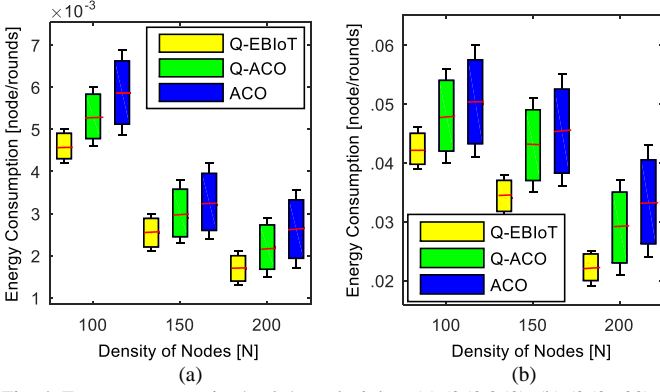 ×10-3
7
6
5
4
3
2
1
Energy Consumption [node/rounds]
Q-EBIoT
Q-ACO
ACO
100 150 200
Density of Nodes [N]
(a)
.06
.05
.04
.03
.02
Energy Consumption [node/rounds]
Q-EBIoT
Q-ACO
ACO
100 150 200
Density of Nodes [N]
(b)